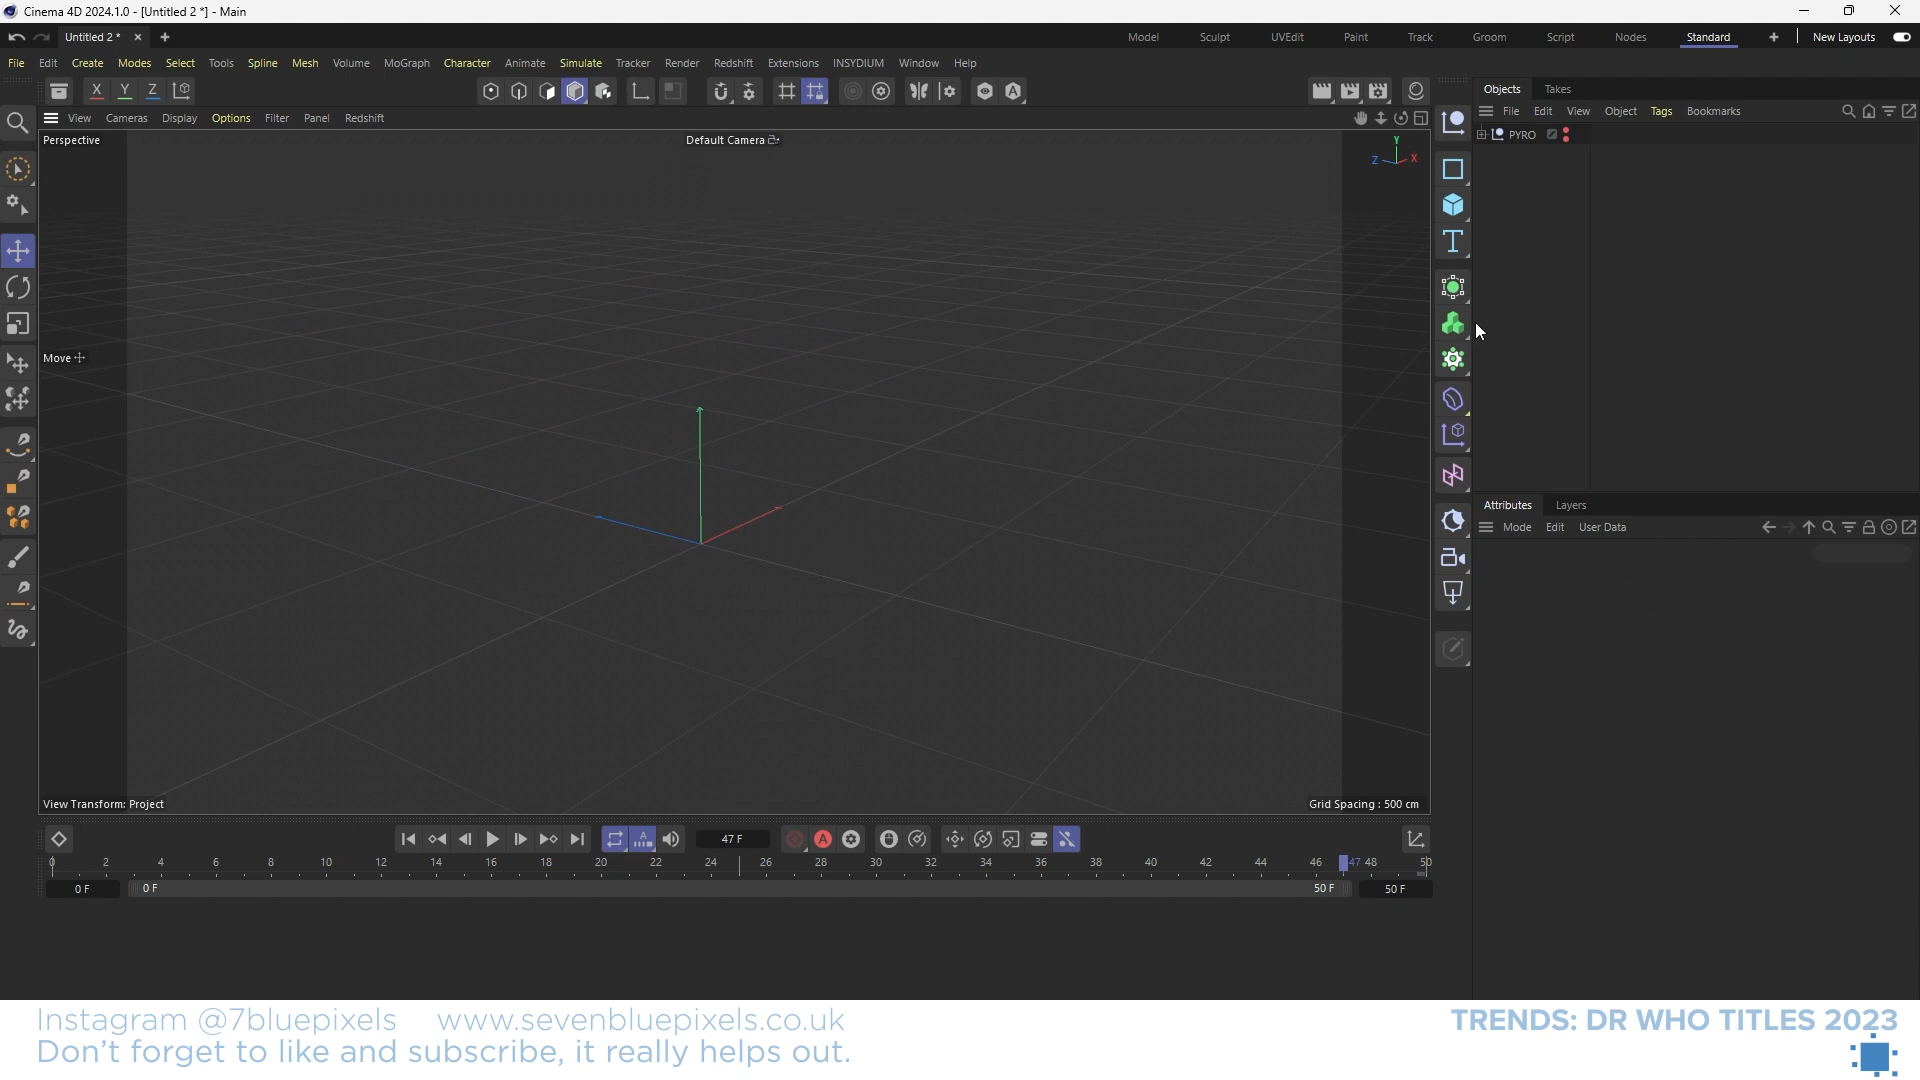 Cinema 4D 2024.1.0 - [Untitled 2 *] - Main
Untitled 2 *
Model Sculpt UVEdit Paint Track Groom Script Nodes Standard New Layouts
File Edit Create Modes Select Tools Spline Mesh Volume MoGraph Character Animate Simulate Tracker Render Redshift Extensions INSYDIUM Window Help
X Y Z
Objects Takes
View Cameras Display Options Filter Panel Redshift
File Edit View Object Tags Bookmarks
Perspective
Default Camera
Y
Z X
PYRO
Move
Attributes Layers
Mode Edit User Data
View Transform: Project
Grid Spacing : 500 cm
47 F
0 2 4 6 8 10 12 14 16 18 20 22 24 26 28 30 32 34 36 38 40 42 44 46 47 48 50
0 F 0 F 50 F 50 F
Instagram @7bluepixels www.sevenbluepixels.co.uk
Don't forget to like and subscribe, it really helps out.
TRENDS: DR WHO TITLES 2023